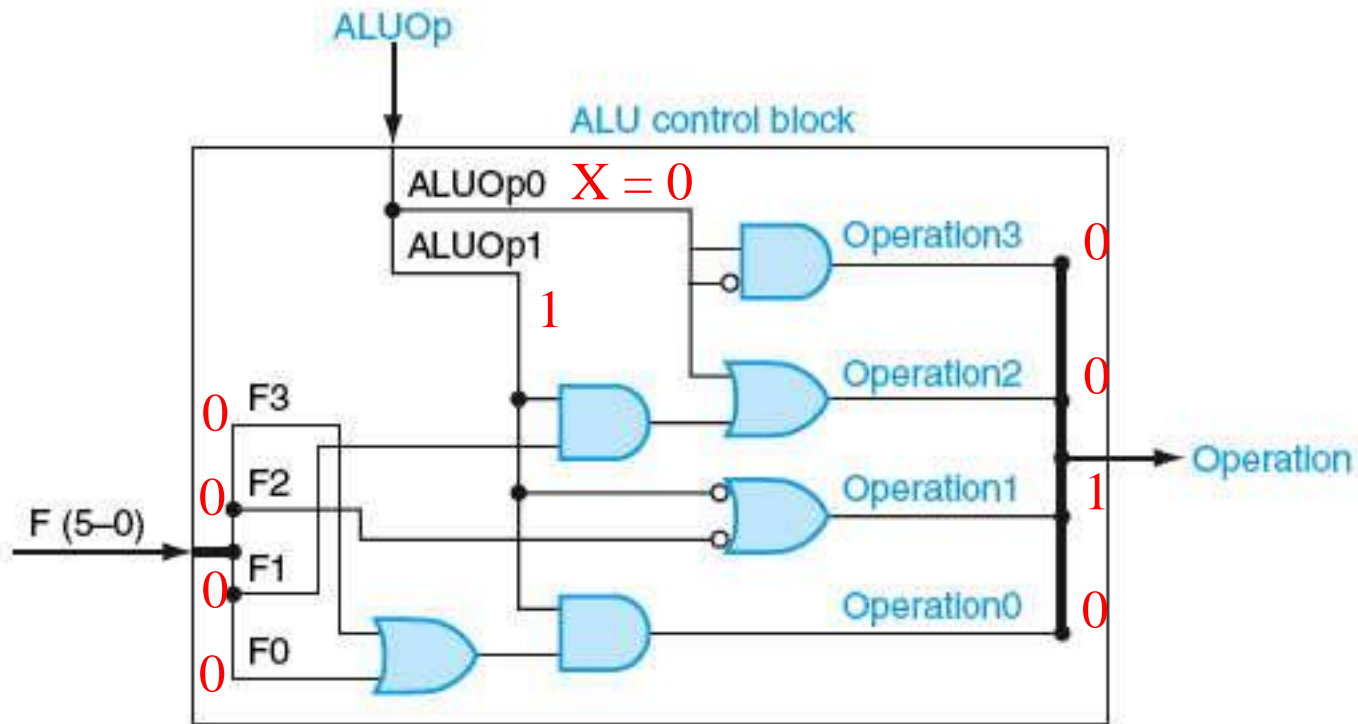 ALUOp
ALU control block
ALUOp0 X = 0
ALUOp1
1
Operation3 0
Operation2 0
0 F3
0 F2
Operation1 1
Operation
F (5–0)
0 F1
Operation0 0
0 F0